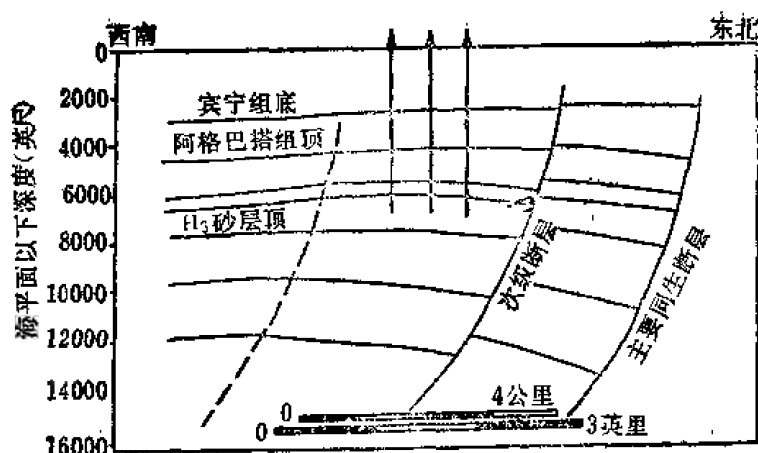 西南
东北
0
2000
4000
6000
8000
10000
12000
14000
16000
海平面以下深度(英尺)
宾宁组底
阿格巴搭组顶
H₃砂层顶
次级断层
主要同生断层
0
4公里
0
3英里